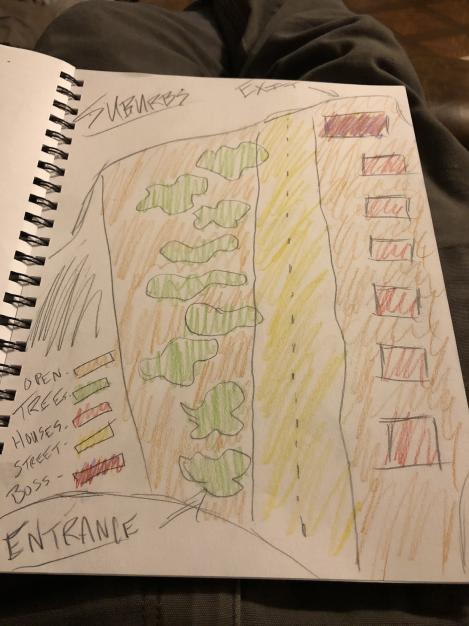 SUBURBS
EXIT
OPEN-
TREES-
HOUSES-
STREET-
BOSS-
ENTRANCE